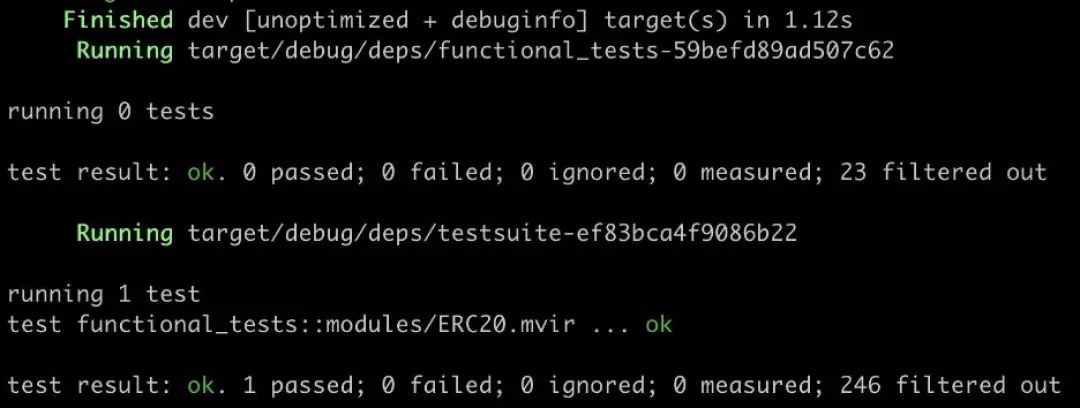 Finished dev [unoptimized + debuginfo] target(s) in 1.12s
Running target/debug/deps/functional_tests-59befd89ad507c62
running 0 tests
test result: ok. 0 passed; 0 failed; 0 ignored; 0 measured; 23 filtered out
Running target/debug/deps/testsuite-ef83bca4f9086b22
running 1 test
test functional_tests::modules/ERC20.mvir ... ok
test result: ok. 1 passed; 0 failed; 0 ignored; 0 measured; 246 filtered out